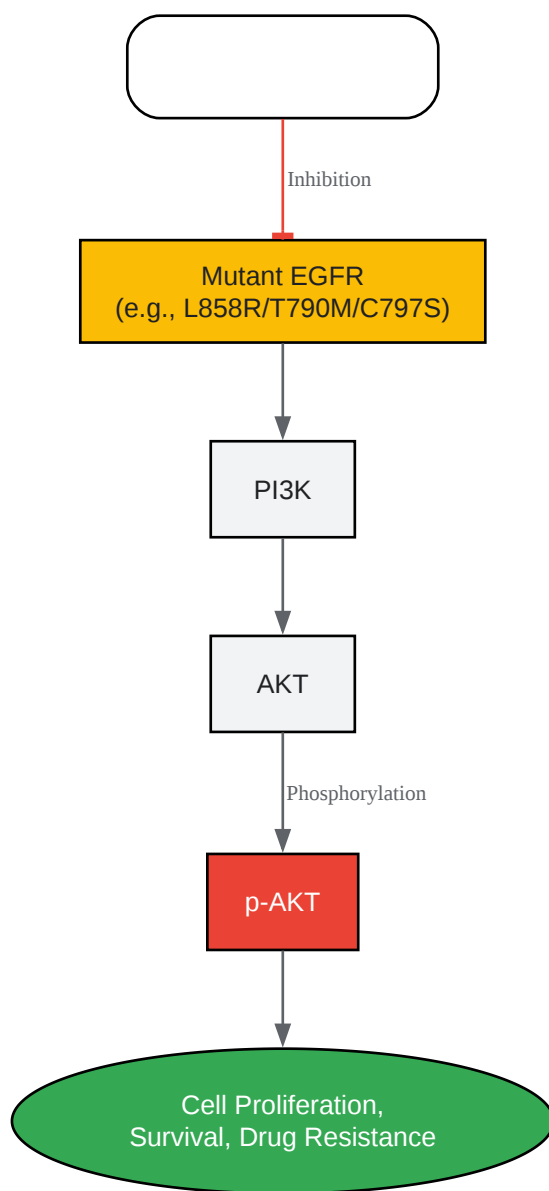 Inhibition
Mutant EGFR
(e.g., L858R/T790M/C797S)
PI3K
AKT
Phosphorylation
p-AKT
Cell Proliferation,
Survival, Drug Resistance